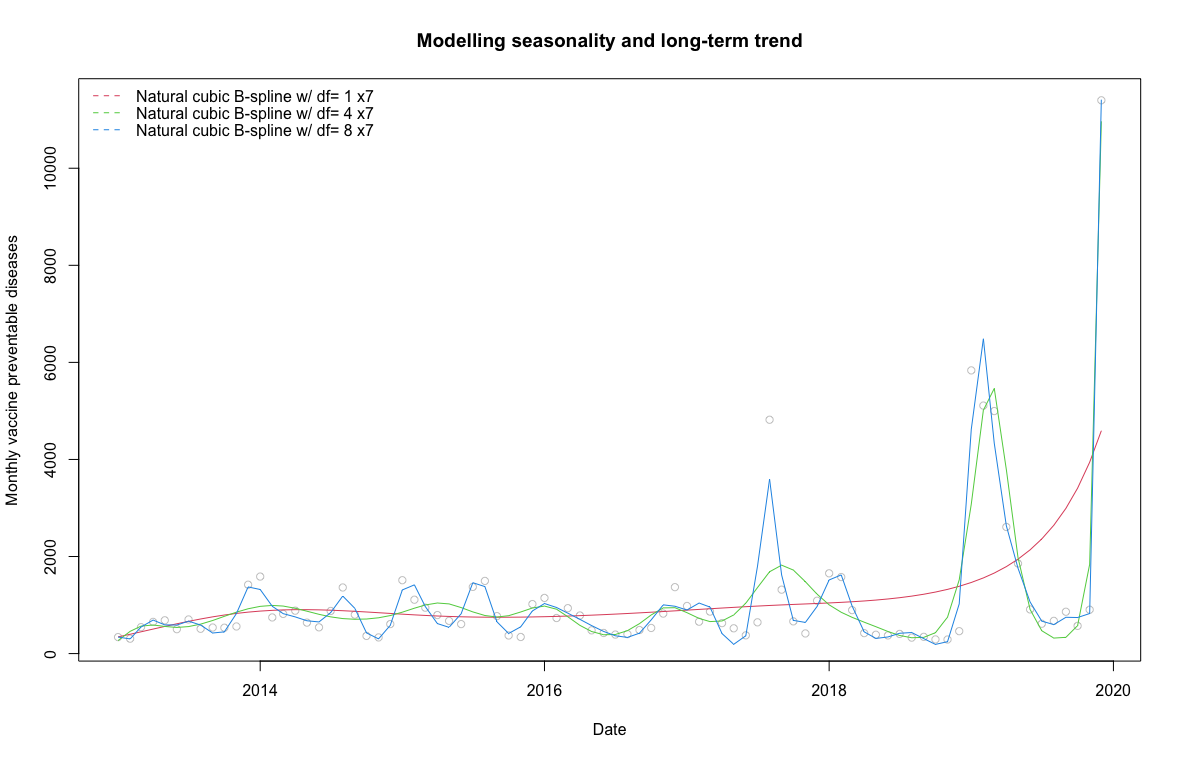 Modelling seasonality and long-term trend
Natural cubic B-spline w/ df= 1 x7
Natural cubic B-spline w/ df= 4 x7
Natural cubic B-spline w/ df= 8 x7
Monthly vaccine preventable diseases
10000
8000
6000
4000
2000
0
2014
2016
2018
2020
Date